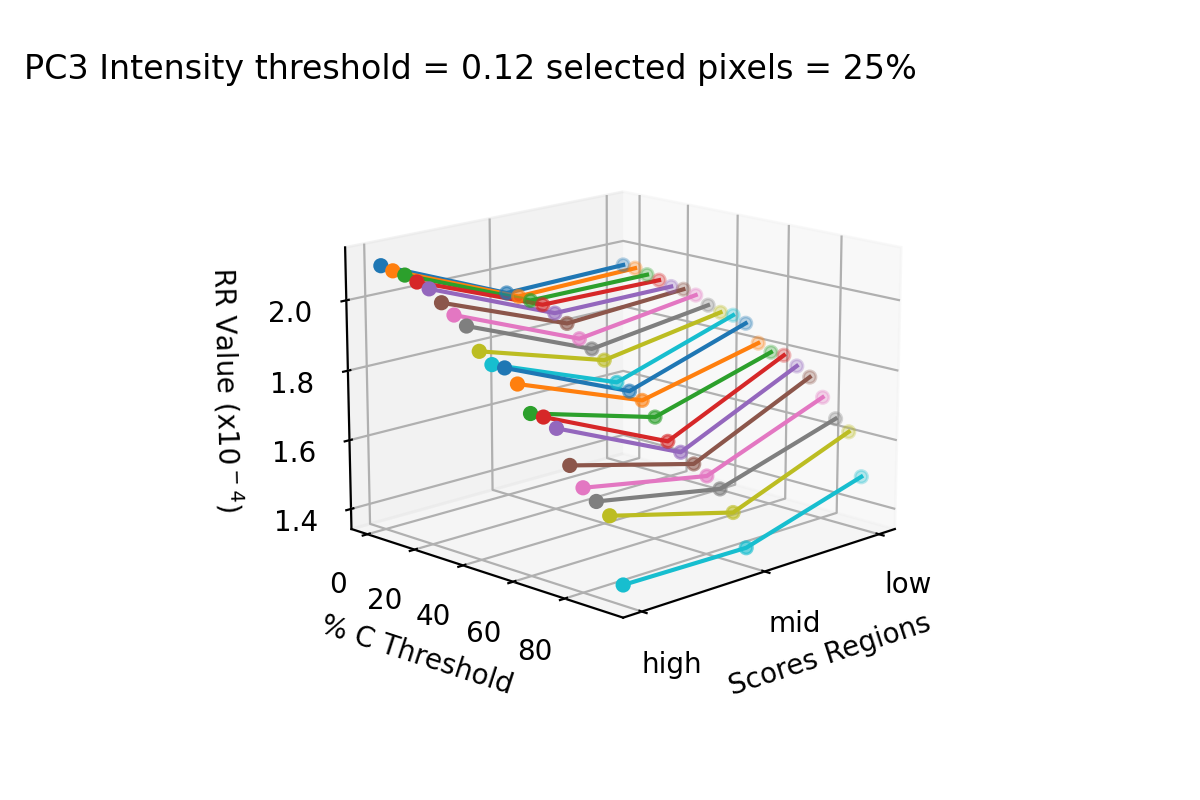 PC3 Intensity threshold = 0.12 selected pixels = 25%
RR Value (x10⁻⁴)
2.0
1.8
1.6
1.4
0
20
40
60
80
% C Threshold
high
mid
low
Scores Regions